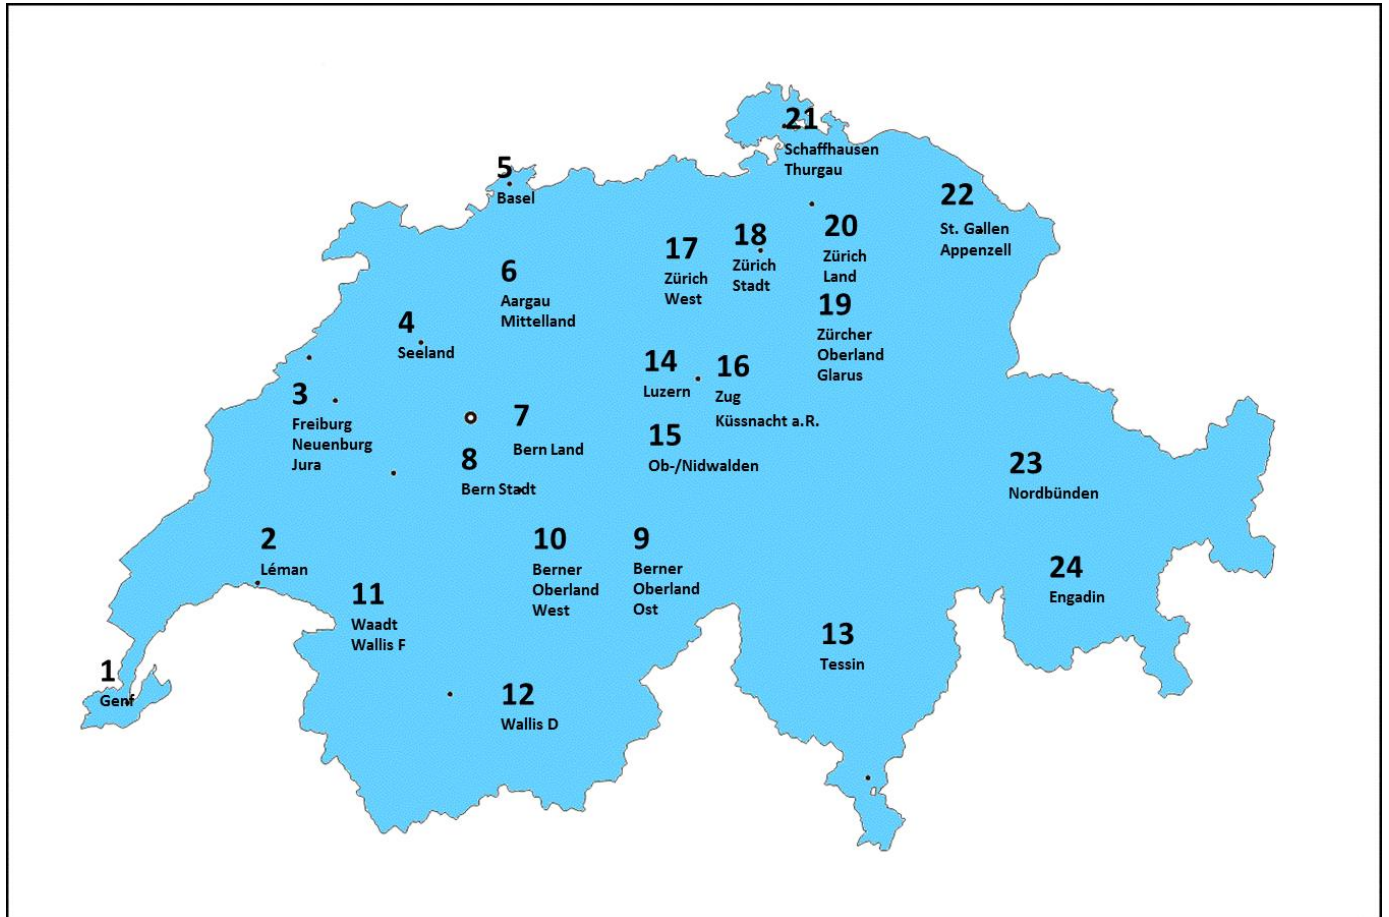 21
Schaffhausen
Thurgau
5
Basel
22
St. Gallen
Appenzell
17
Zürich
West
18
Zürich
Stadt
20
Zürich
Land
6
Aargau
Mittelland
19
Zürcher
Oberland
Glarus
4
Seeland
14
Luzern
16
Zug
Küssnacht a.R.
3
Freiburg
Neuenburg
Jura
7
Bern Land
15
Ob-/Nidwalden
8
Bern Stadt
23
Nordbünden
2
Léman
10
Berner
Oberland
West
9
Berner
Oberland
Ost
24
Engadin
11
Waadt
Wallis F
13
Tessin
1
Genf
12
Wallis D